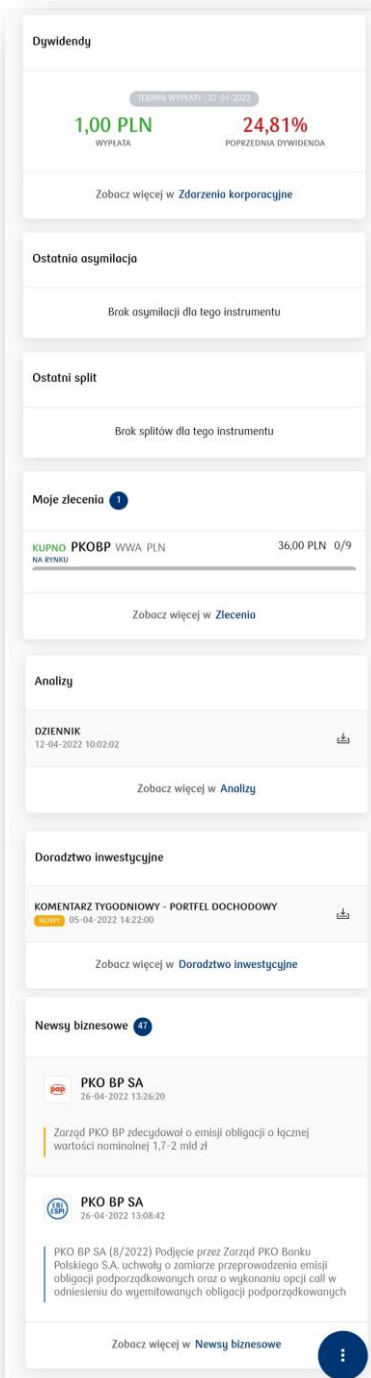 Dywidendy
TERMIN WYPŁATY: 27-01-2022
1,00 PLN 24,81%
WYPŁATA POPRZEDNIA DYWIDENDA
Zobacz więcej w Zdarzenia korporacyjne
Ostatnia asymilacja
Brak asymilacji dla tego instrumentu
Ostatni split
Brak splitów dla tego instrumentu
Moje zlecenia 1
KUPNO PKOBP WWA PLN 36,00 PLN 0/9
NA RYNKU
Zobacz więcej w Zlecenia
Analizy
DZIENNIK
12-04-2022 10:02:02
Zobacz więcej w Analizy
Doradztwo inwestycyjne
KOMENTARZ TYGODNIOWY - PORTFEL DOCHODOWY
NOWY 05-04-2022 14:22:00
Zobacz więcej w Doradztwo inwestycyjne
Newsy biznesowe 47
pap PKO BP SA
26-04-2022 13:26:20
Zarząd PKO BP zdecydował o emisji obligacji o łącznej
wartości nominalnej 1,7-2 mld zł
EBI ESPI PKO BP SA
26-04-2022 13:08:42
PKO BP SA (8/2022) Podjęcie przez Zarząd PKO Banku
Polskiego S.A. uchwały o zamiarze przeprowadzenia emisji
obligacji podporządkowanych oraz o wykonaniu opcji call w
odniesieniu do wyemitowanych obligacji podporządkowanych
Zobacz więcej w Newsy biznesowe